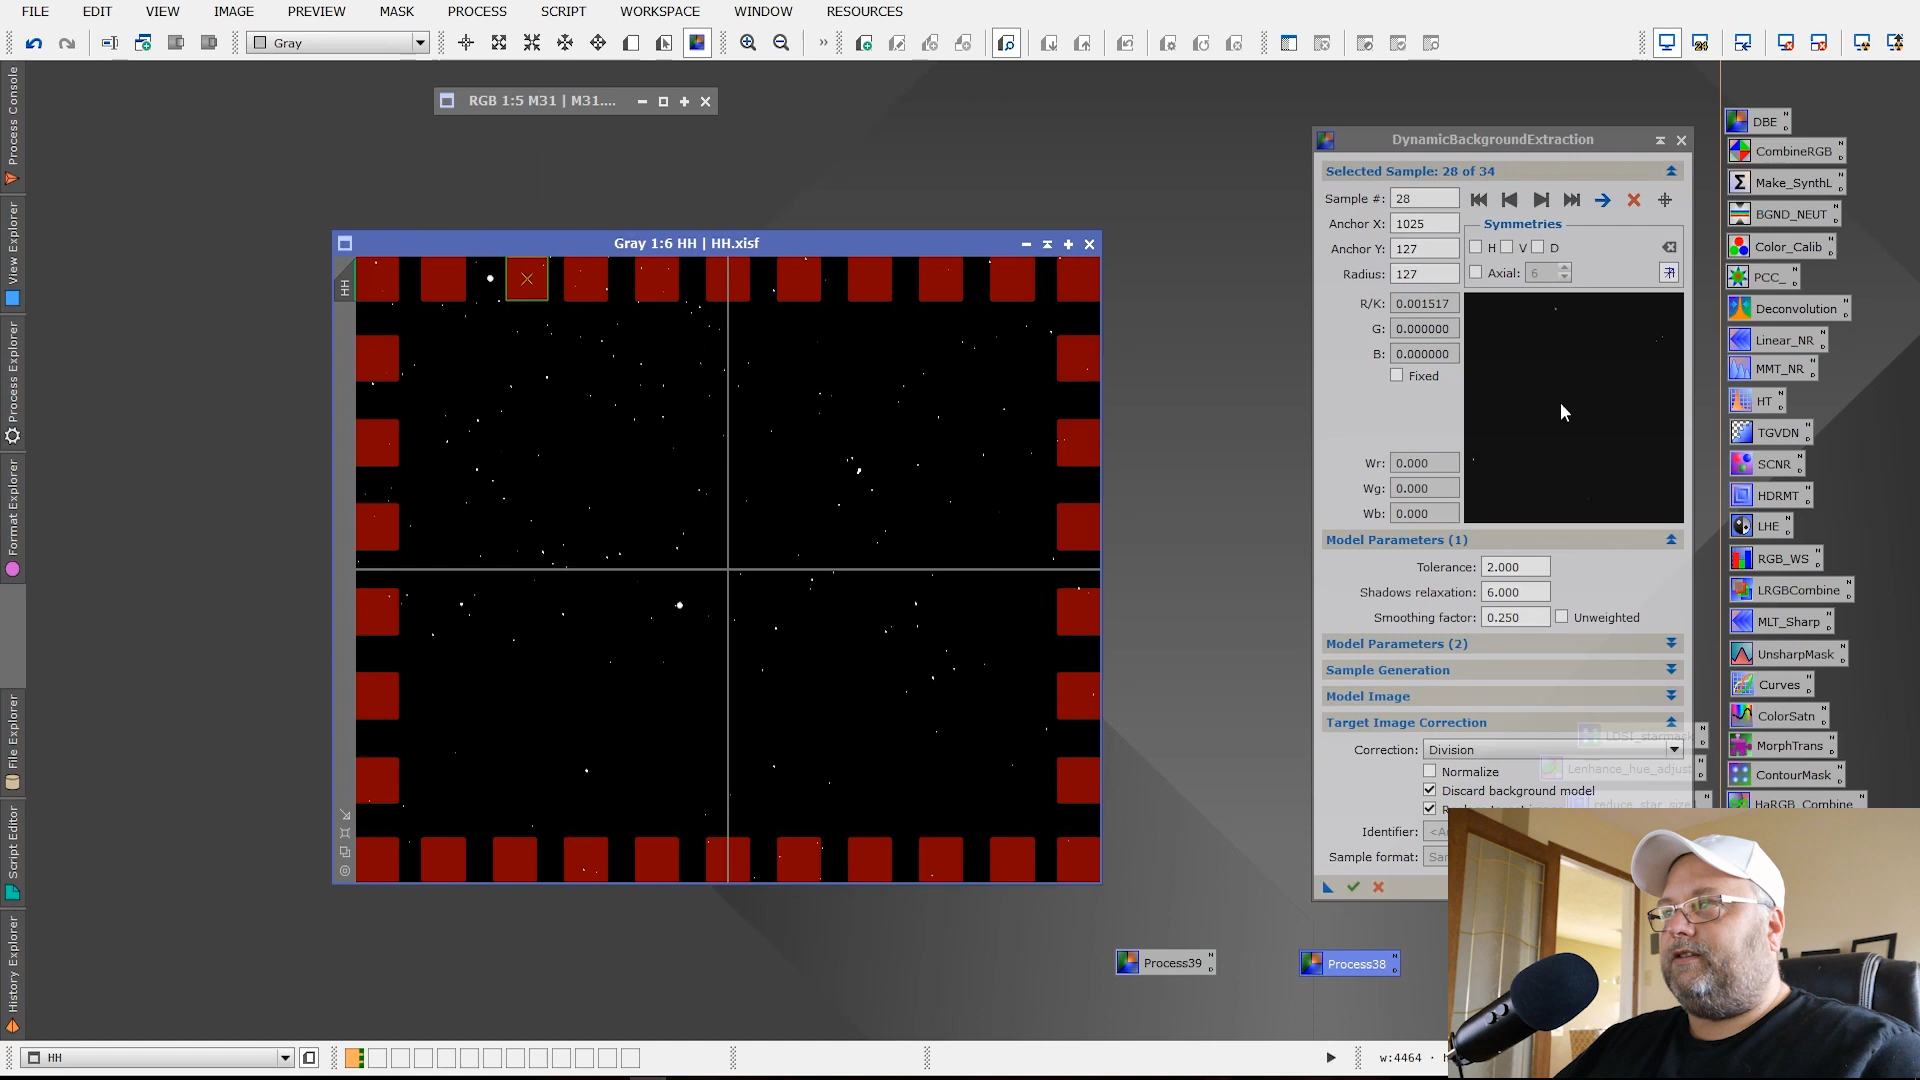 FILE EDIT VIEW IMAGE PREVIEW MASK PROCESS SCRIPT WORKSPACE WINDOW RESOURCES
Gray
24
Process Console
View Explorer
Process Explorer
Format Explorer
File Explorer
Script Editor
History Explorer
RGB 1:5 M31 | M31....
Gray 1:6 HH | HH.xisf
HH
DynamicBackgroundExtraction
Selected Sample: 28 of 34
Sample #: 28
Anchor X: 1025
Symmetries
Anchor Y: 127
H V D
Radius: 127
Axial: 6
R/K: 0.001517
G: 0.000000
B: 0.000000
Fixed
Wr: 0.000
Wg: 0.000
Wb: 0.000
Model Parameters (1)
Tolerance: 2.000
Shadows relaxation: 6.000
Smoothing factor: 0.250 Unweighted
Model Parameters (2)
Sample Generation
Model Image
Target Image Correction
Correction: Division
Normalize
Discard background model
Identifier:
Sample format:
Lenhance_hue_adjust
reduce_star_size
DBE
CombineRGB
Make_SynthL
BGND_NEUT
Color_Calib
PCC_
Deconvolution
Linear_NR
MMT_NR
HT
TGVDN
SCNR
HDRMT
LHE
RGB_WS
LRGBCombine
MLT_Sharp
UnsharpMask
Curves
ColorSatn
MorphTrans
ContourMask
HaRGB_Combine
Process39
Process38
HH
w:4464 ·